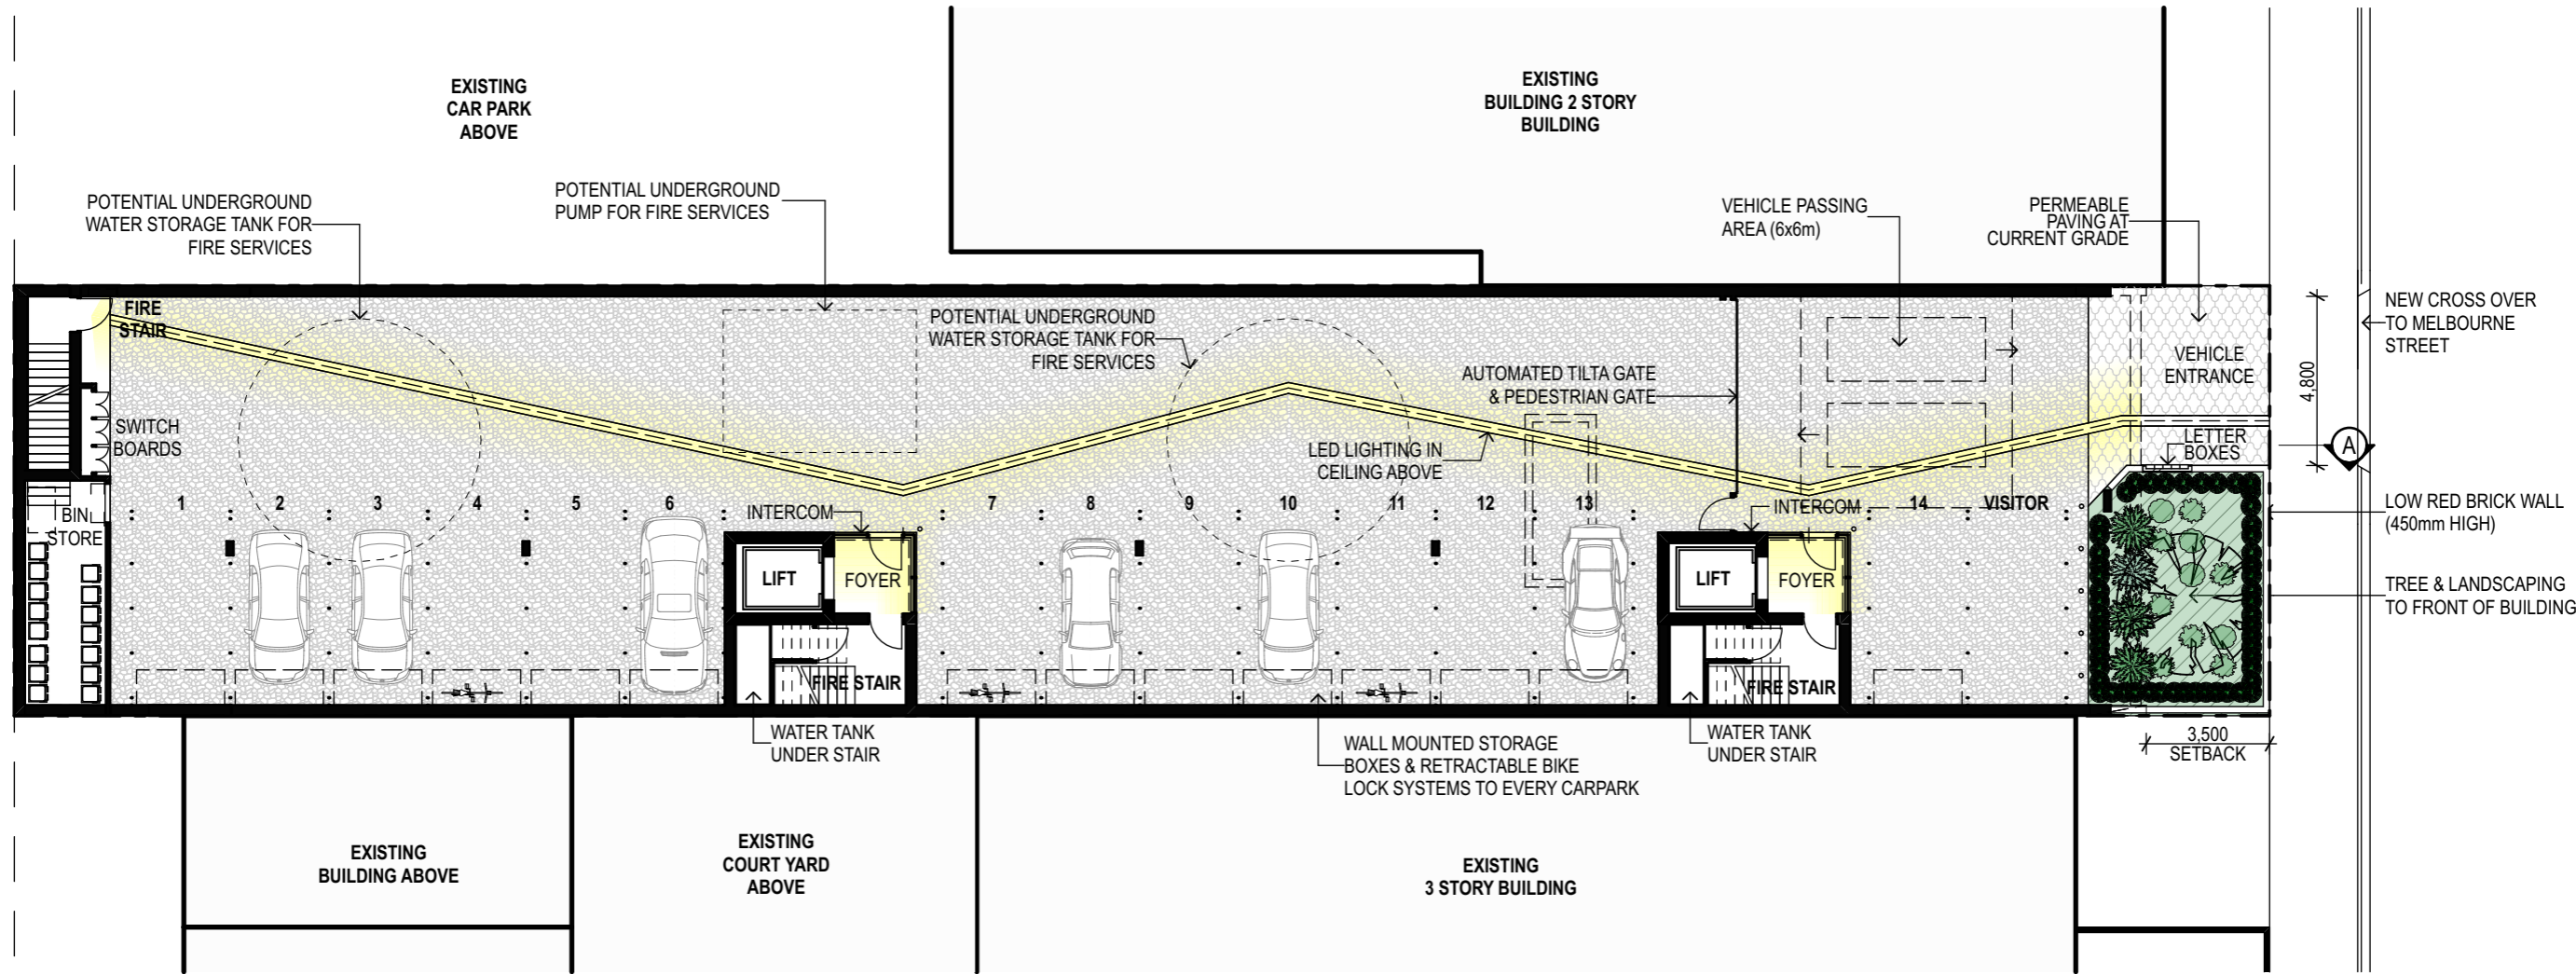 EXISTING
CAR PARK
ABOVE
EXISTING
BUILDING 2 STORY
BUILDING
POTENTIAL UNDERGROUND
WATER STORAGE TANK FOR
FIRE SERVICES
POTENTIAL UNDERGROUND
PUMP FOR FIRE SERVICES
VEHICLE PASSING
AREA (6x6m)
PERMEABLE
PAVING AT
CURRENT GRADE
FIRE
STAIR
POTENTIAL UNDERGROUND
WATER STORAGE TANK FOR
FIRE SERVICES
NEW CROSS OVER
TO MELBOURNE
STREET
VEHICLE
ENTRANCE
4,800
AUTOMATED TILTA GATE
& PEDESTRIAN GATE
SWITCH
BOARDS
LED LIGHTING IN
CEILING ABOVE
LETTER
BOXES
A
1
2
3
4
5
6
7
8
9
10
11
12
13
14
VISITOR
INTERCOM
INTERCOM
BIN
STORE
LOW RED BRICK WALL
(450mm HIGH)
LIFT
FOYER
LIFT
FOYER
TREE & LANDSCAPING
TO FRONT OF BUILDING
FIRE STAIR
FIRE STAIR
WATER TANK
UNDER STAIR
WALL MOUNTED STORAGE
BOXES & RETRACTABLE BIKE
LOCK SYSTEMS TO EVERY CARPARK
WATER TANK
UNDER STAIR
3,500
SETBACK
EXISTING
BUILDING ABOVE
EXISTING
COURT YARD
ABOVE
EXISTING
3 STORY BUILDING